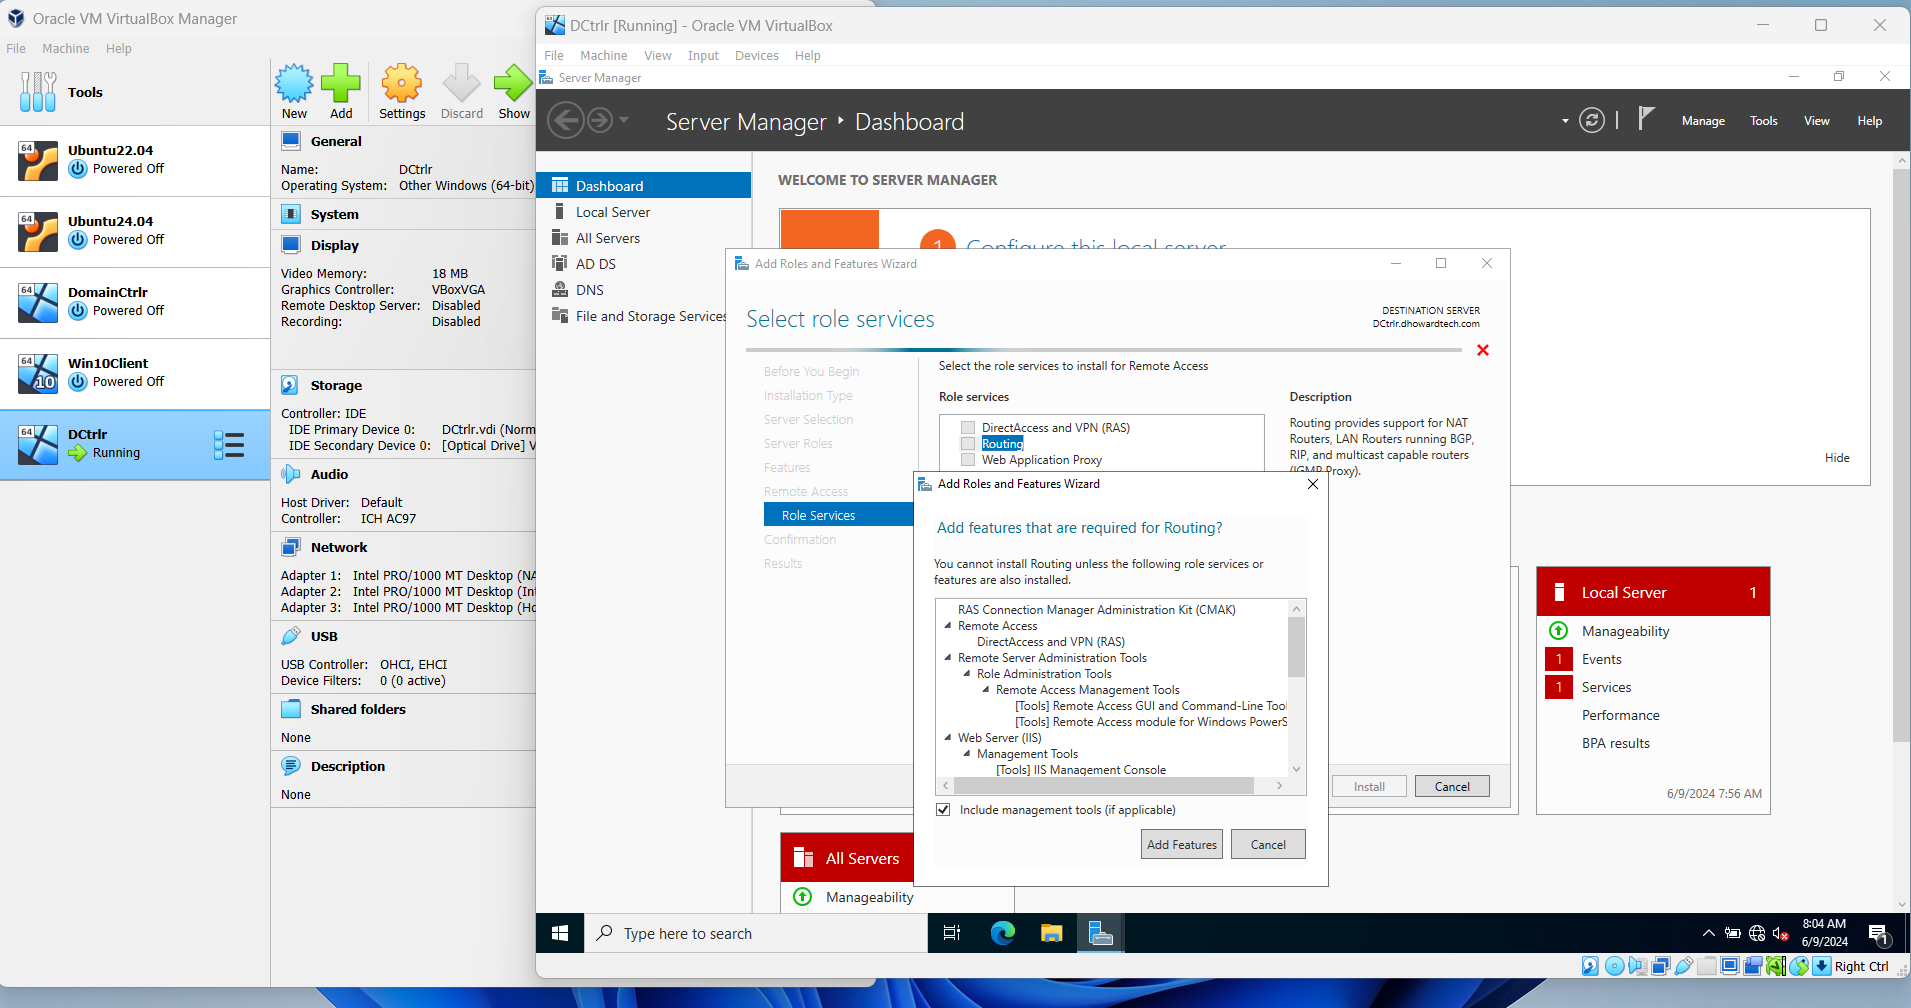 Oracle VM VirtualBox Manager
File Machine Help
Tools
64
Ubuntu22.04
Powered Off
64
Ubuntu24.04
Powered Off
64
DomainCtrlr
Powered Off
64
10
Win10Client
Powered Off
64
DCtrlr
Running
New Add Settings Discard Show
General
Name: DCtrlr
Operating System: Other Windows (64-bit)
System
Display
Video Memory: 18 MB
Graphics Controller: VBoxVGA
Remote Desktop Server: Disabled
Recording: Disabled
Storage
Controller: IDE
IDE Primary Device 0: DCtrlr.vdi (Norm
IDE Secondary Device 0: [Optical Drive] V
Audio
Host Driver: Default
Controller: ICH AC97
Network
Adapter 1: Intel PRO/1000 MT Desktop (NA
Adapter 2: Intel PRO/1000 MT Desktop (In
Adapter 3: Intel PRO/1000 MT Desktop (Ho
USB
USB Controller: OHCI, EHCI
Device Filters: 0 (0 active)
Shared folders
None
Description
None
DCtrlr [Running] - Oracle VM VirtualBox
File Machine View Input Devices Help
Server Manager
Server Manager ‣ Dashboard
Manage Tools View Help
Dashboard
Local Server
All Servers
AD DS
DNS
File and Storage Services
WELCOME TO SERVER MANAGER
1 Configure this local server
Hide
Add Roles and Features Wizard
Select role services
DESTINATION SERVER
DCtrlr.dhowardtech.com
Before You Begin
Installation Type
Server Selection
Server Roles
Features
Remote Access
Role Services
Confirmation
Results
Select the role services to install for Remote Access
Role services
DirectAccess and VPN (RAS)
Routing
Web Application Proxy
Description
Routing provides support for NAT
Routers, LAN Routers running BGP,
RIP, and multicast capable routers
(IGMP Proxy).
Install Cancel
Add Roles and Features Wizard
Add features that are required for Routing?
You cannot install Routing unless the following role services or
features are also installed.
RAS Connection Manager Administration Kit (CMAK)
Remote Access
DirectAccess and VPN (RAS)
Remote Server Administration Tools
Role Administration Tools
Remote Access Management Tools
[Tools] Remote Access GUI and Command-Line Tool
[Tools] Remote Access module for Windows PowerS
Web Server (IIS)
Management Tools
[Tools] IIS Management Console
Include management tools (if applicable)
Add Features Cancel
Local Server 1
Manageability
1 Events
1 Services
Performance
BPA results
6/9/2024 7:56 AM
All Servers
Manageability
Type here to search
8:04 AM
6/9/2024
1
Right Ctrl